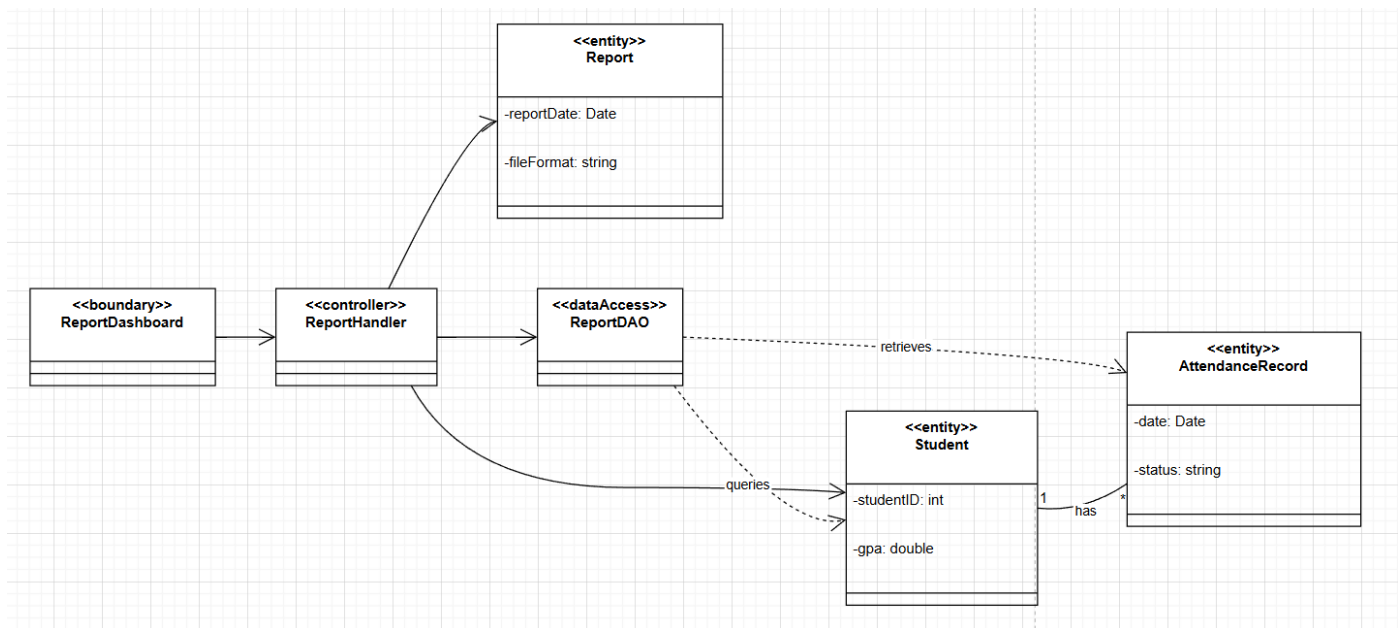 <<entity>>
Report
-reportDate: Date
-fileFormat: string
<<boundary>>
ReportDashboard
<<controller>>
ReportHandler
<<dataAccess>>
ReportDAO
retrieves
<<entity>>
AttendanceRecord
-date: Date
-status: string
<<entity>>
Student
-studentID: int
-gpa: double
queries
1
has
*